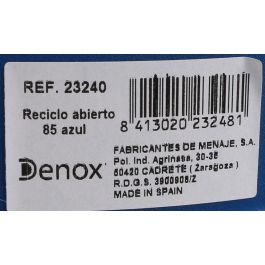 REF. 23240
Reciclo abierto
85 azul
8 413020 232481
Denox
FABRICANTES DE MENAJE, S.A.
Pol. Ind. Agrinasa, 30-35
50420 CADRETE ( Zaragoza )
R.D.G.S. 3900908/Z
MADE IN SPAIN